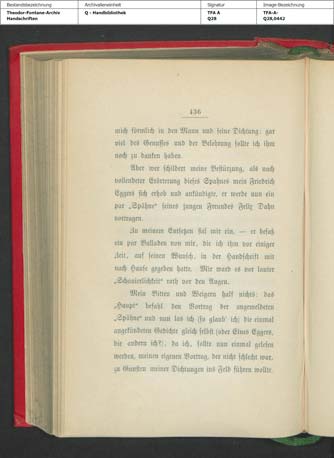 Bestandsbezeichnung
Archivalieneinheit
Signatur
Image-Bezeichnung
Theodor-Fontane-Archiv
Handschriften
Q - Handbibliothek
TFA A
Q28
TFA-A-
Q28,0442
436
mich förmlich in den Mann und seine Dichtung: gar
viel des Genusses und der Belehrung sollte ich ihm
noch zu danken haben.
Aber wer schildert meine Bestürzung, als nach
vollendeter Erörterung dieses Spahnes mein Friedrich
Eggers sich erhob und ankündigte, er werde nun ein
par „Spähne“ seines jungen Freundes Felix Dahn
vortragen.
Zu meinem Entsetzen fiel mir ein, — er besaß
ein par Balladen von mir, die ich ihm vor einiger
Zeit, auf seinen Wunsch, in der Handschrift mit
nach Hause gegeben hatte. Mir ward es vor lauter
„Schauerlichkeit“ roth vor den Augen.
Mein Bitten und Weigern half nichts: das
„Haupt“ befahl den Vortrag der angemeldeten
„Spähne“ und nun las ich (so glaub' ich) die einmal
angekündeten Gedichte gleich selbst (oder Eines Eggers,
die andern ich?), da ich, sollte nun einmal gelesen
werden, meinen eigenen Vortrag, der nicht schlecht war,
zu Gunsten meiner Dichtungen ins Feld führen wollte.